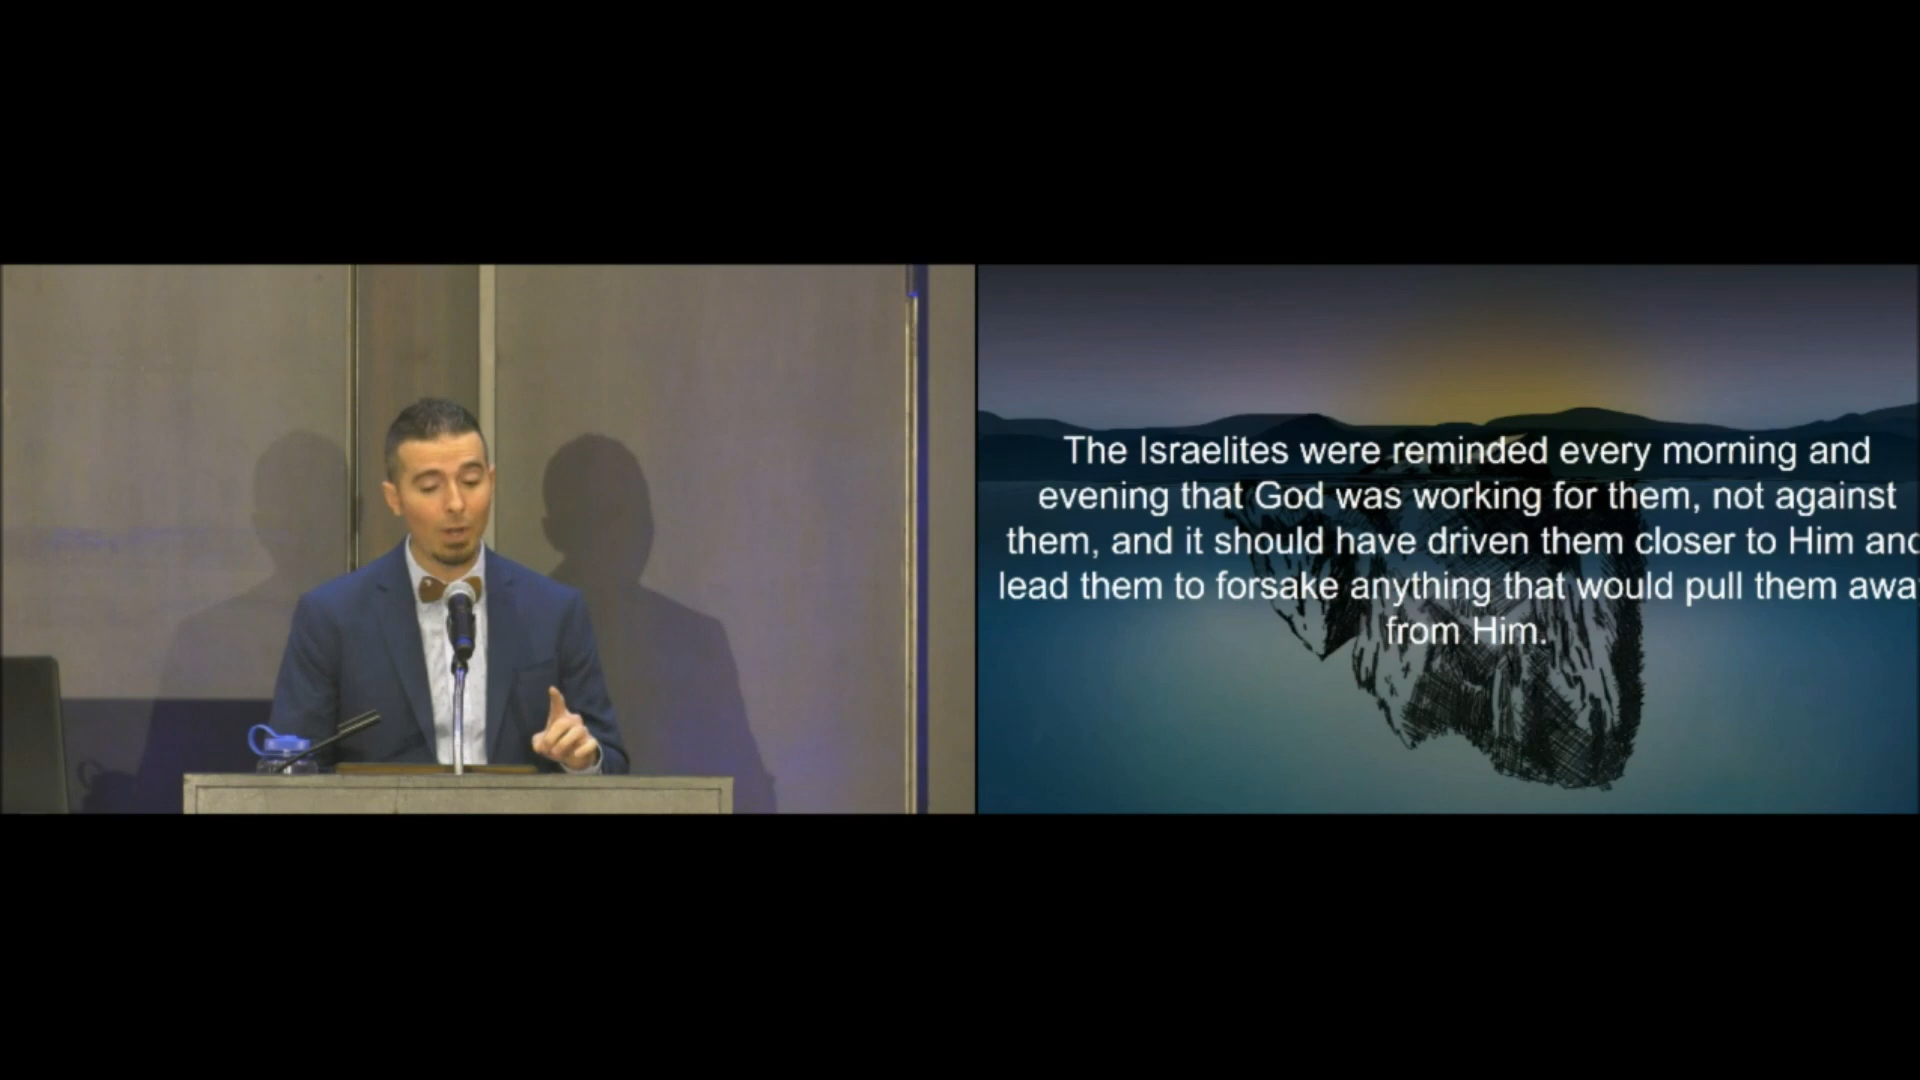 The Israelites were reminded every morning and
evening that God was working for them, not against
them, and it should have driven them closer to Him and
lead them to forsake anything that would pull them awa
from Him.